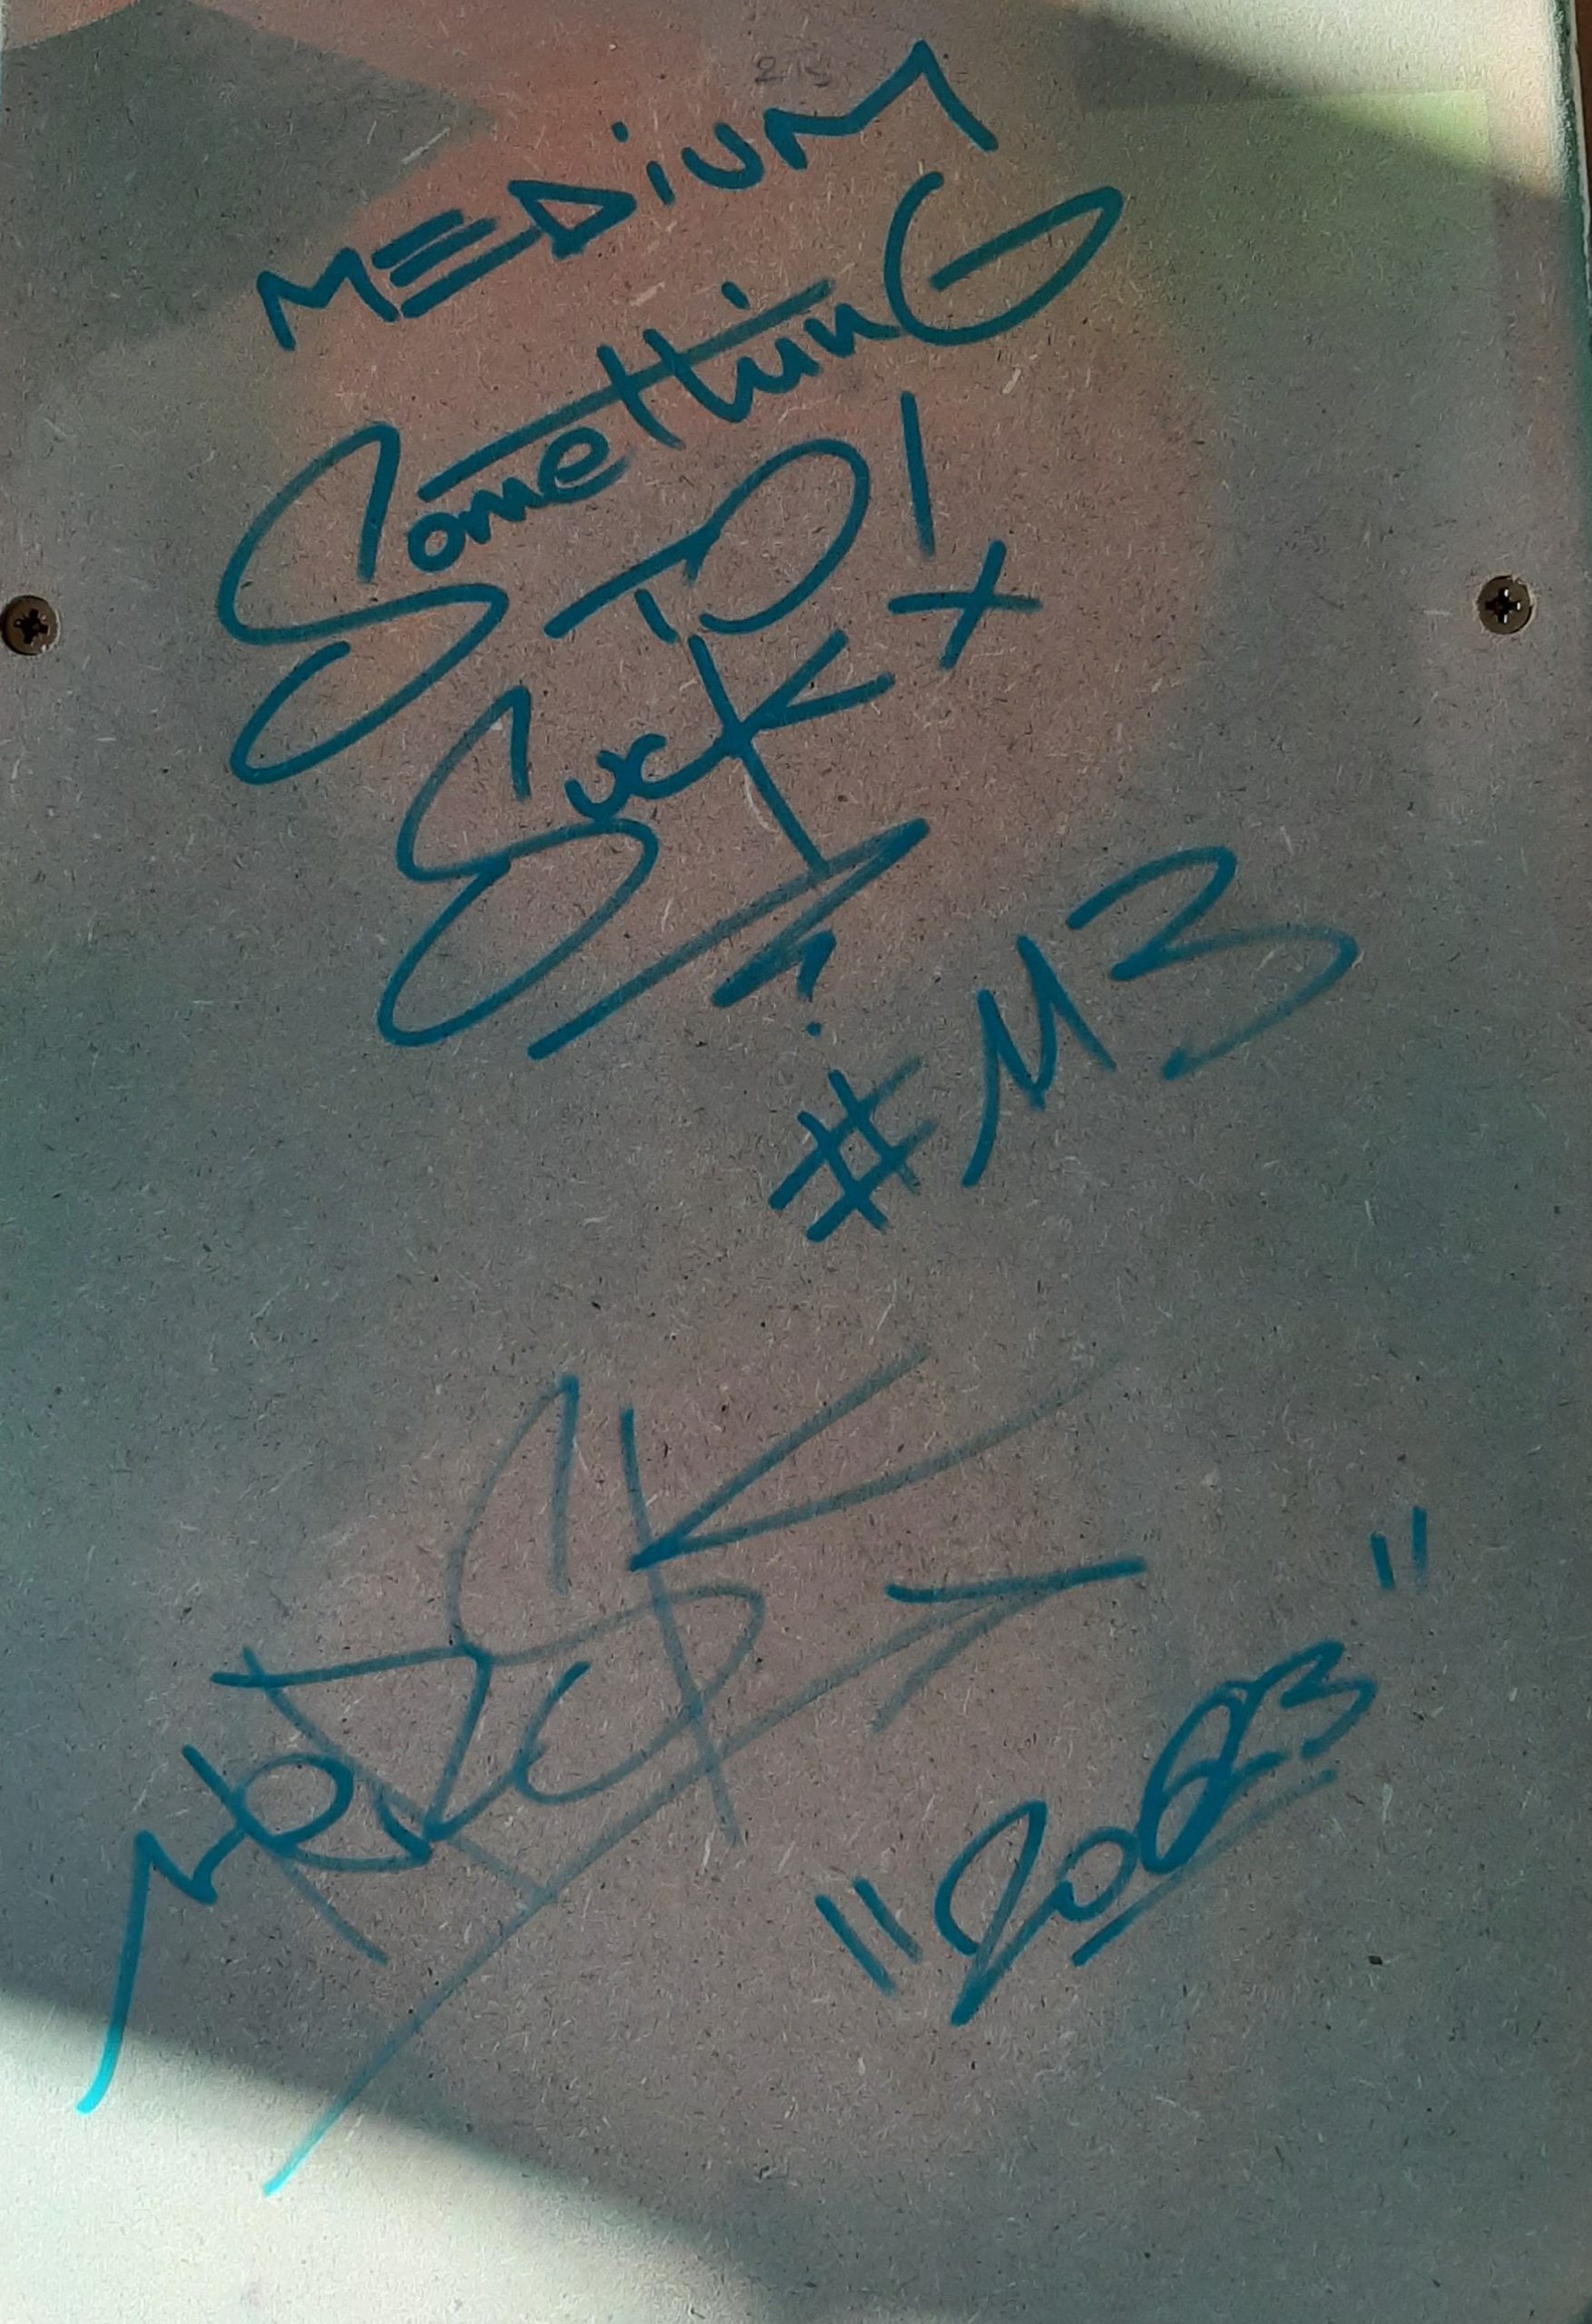 MEDiUM
SomethinG
TO!
Suck
?
#M3
"2023"